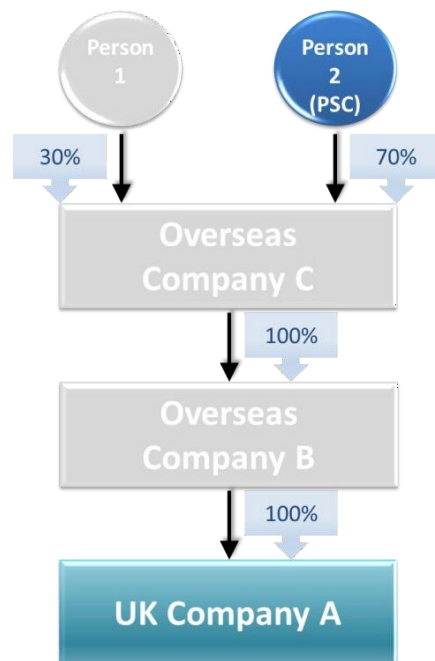 Person
1
Person
2
(PSC)
30%
70%
Overseas
Company C
100%
Overseas
Company B
100%
UK Company A